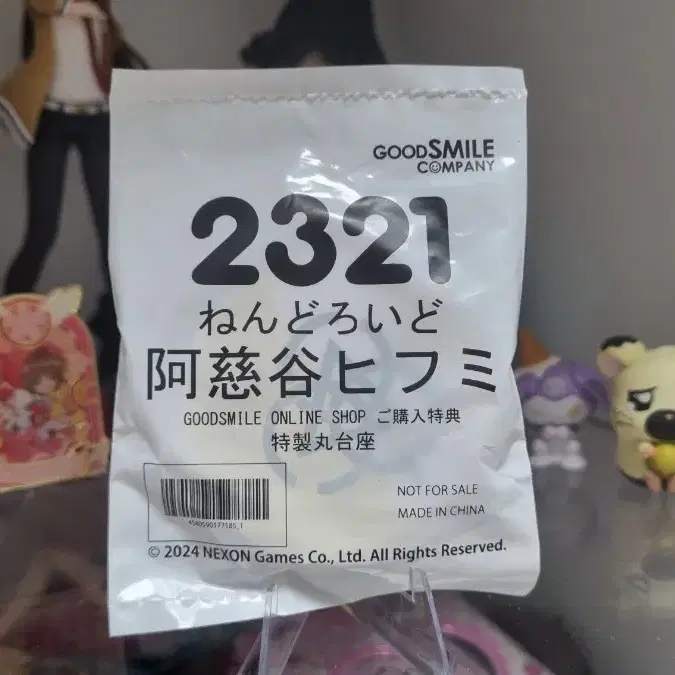 GOODSMILE
COMPANY
2321
ねんどろいど
阿慈谷ヒフミ
GOODSMILE ONLINE SHOP ご購入特典
特製丸台座
NOT FOR SALE
MADE IN CHINA
© 2024 NEXON Games Co., Ltd. All Rights Reserved.